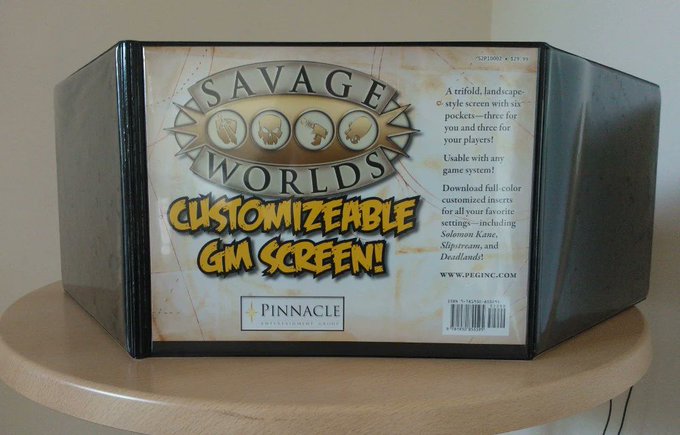 SAVAGE
WORLDS
CUSTOMIZEABLE
GM SCREEN!
PINNACLE
ENTERTAINMENT GROUP
S2P10002 • $29.99
A trifold, landscape-
style screen with six
pockets—three for
you and three for
your players!
Usable with any
game system!
Download full-color
customized inserts
for all your favorite
settings—including
Solomon Kane,
Slipstream, and
Deadlands!
WWW.PEGINC.COM